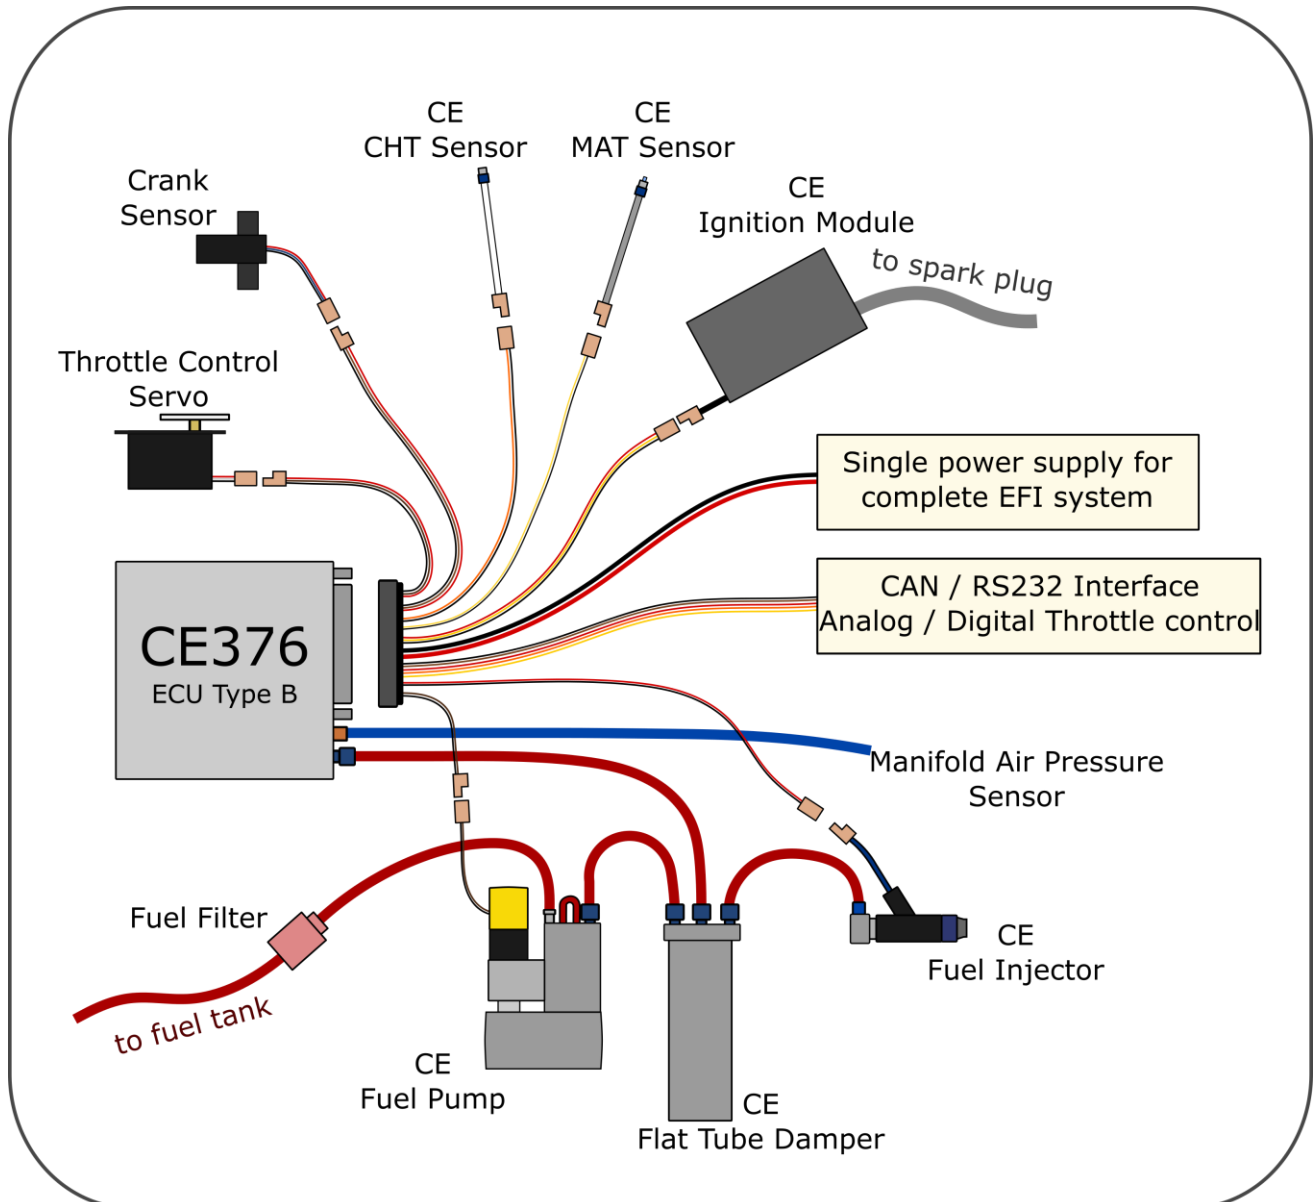 CE
CHT Sensor
CE
MAT Sensor
Crank
Sensor
CE
Ignition Module
to spark plug
Throttle Control
Servo
Single power supply for
complete EFI system
CAN / RS232 Interface
Analog / Digital Throttle control
CE376
ECU Type B
Manifold Air Pressure
Sensor
Fuel Filter
to fuel tank
CE
Fuel Injector
CE
Fuel Pump
CE
Flat Tube Damper